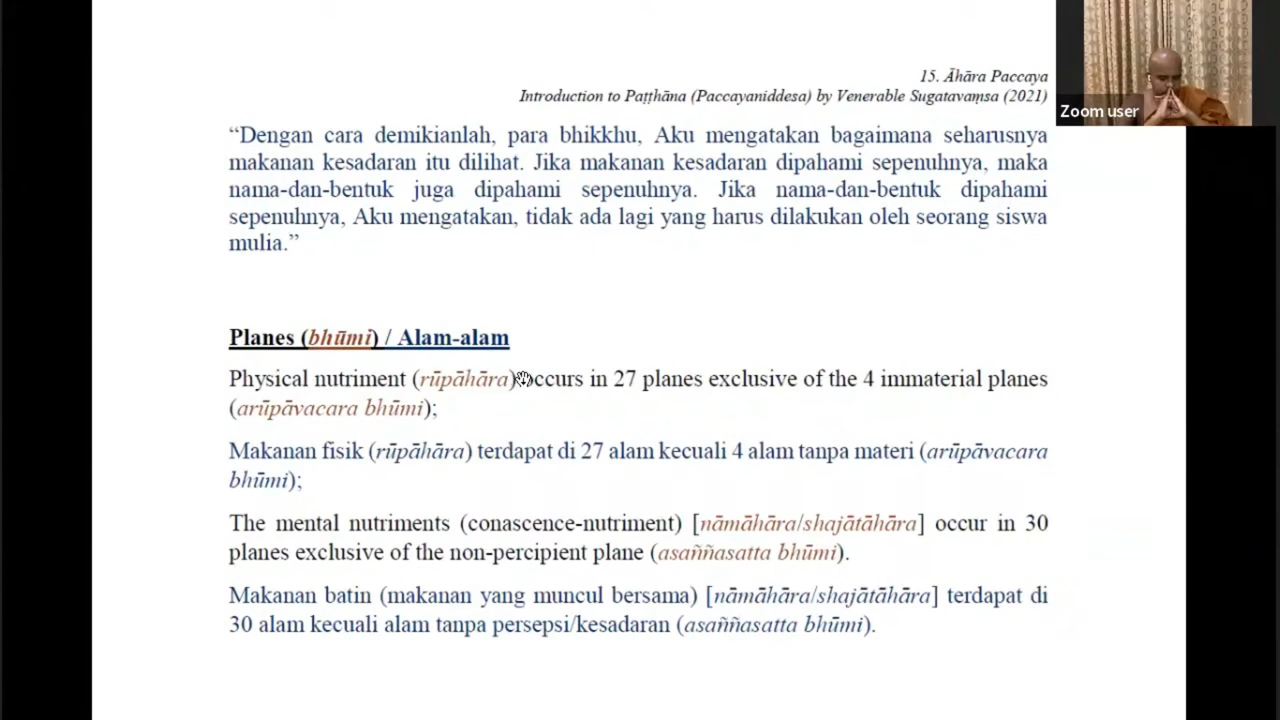 15. Āhāra Paccaya
Introduction to Paṭṭhāna (Paccayaniddesa) by Venerable Sugatavaṃsa (2021)
Zoom user
“Dengan cara demikianlah, para bhikkhu, Aku mengatakan bagaimana seharusnya
makanan kesadaran itu dilihat. Jika makanan kesadaran dipahami sepenuhnya, maka
nama-dan-bentuk juga dipahami sepenuhnya. Jika nama-dan-bentuk dipahami
sepenuhnya, Aku mengatakan, tidak ada lagi yang harus dilakukan oleh seorang siswa
mulia.”
Planes (bhūmi) / Alam-alam
Physical nutriment (rūpāhāra) occurs in 27 planes exclusive of the 4 immaterial planes
(arūpāvacara bhūmi);
Makanan fisik (rūpāhāra) terdapat di 27 alam kecuali 4 alam tanpa materi (arūpāvacara
bhūmi);
The mental nutriments (conascence-nutriment) [nāmāhāra/shajātāhāra] occur in 30
planes exclusive of the non-percipient plane (asaññasatta bhūmi).
Makanan batin (makanan yang muncul bersama) [nāmāhāra/shajātāhāra] terdapat di
30 alam kecuali alam tanpa persepsi/kesadaran (asaññasatta bhūmi).